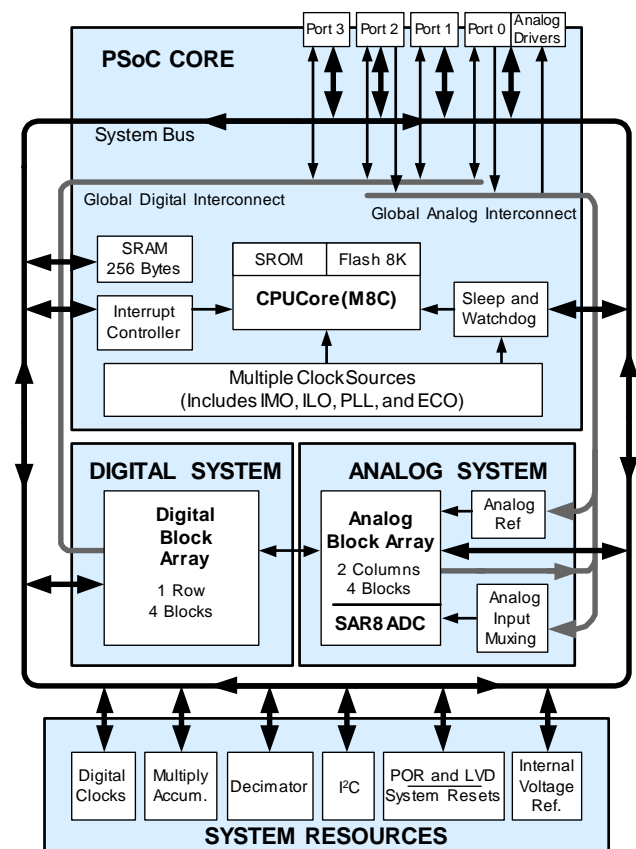 Port 3 Port 2 Port 1 Port 0 Analog
Drivers
PSoC CORE
System Bus
Global Digital Interconnect
Global Analog Interconnect
SRAM
256 Bytes
SROM Flash 8K
CPUCore(M8C)
Interrupt
Controller
Sleep and
Watchdog
Multiple Clock Sources
(Includes IMO, ILO, PLL, and ECO)
DIGITAL SYSTEM
Digital
Block
Array
1 Row
4 Blocks
ANALOG SYSTEM
Analog
Block Array
2 Columns
4 Blocks
SAR8 ADC
Analog
Ref
Analog
Input
Muxing
Digital
Clocks
Multiply
Accum.
Decimator
I²C
POR and LVD
System Resets
Internal
Voltage
Ref.
SYSTEM RESOURCES